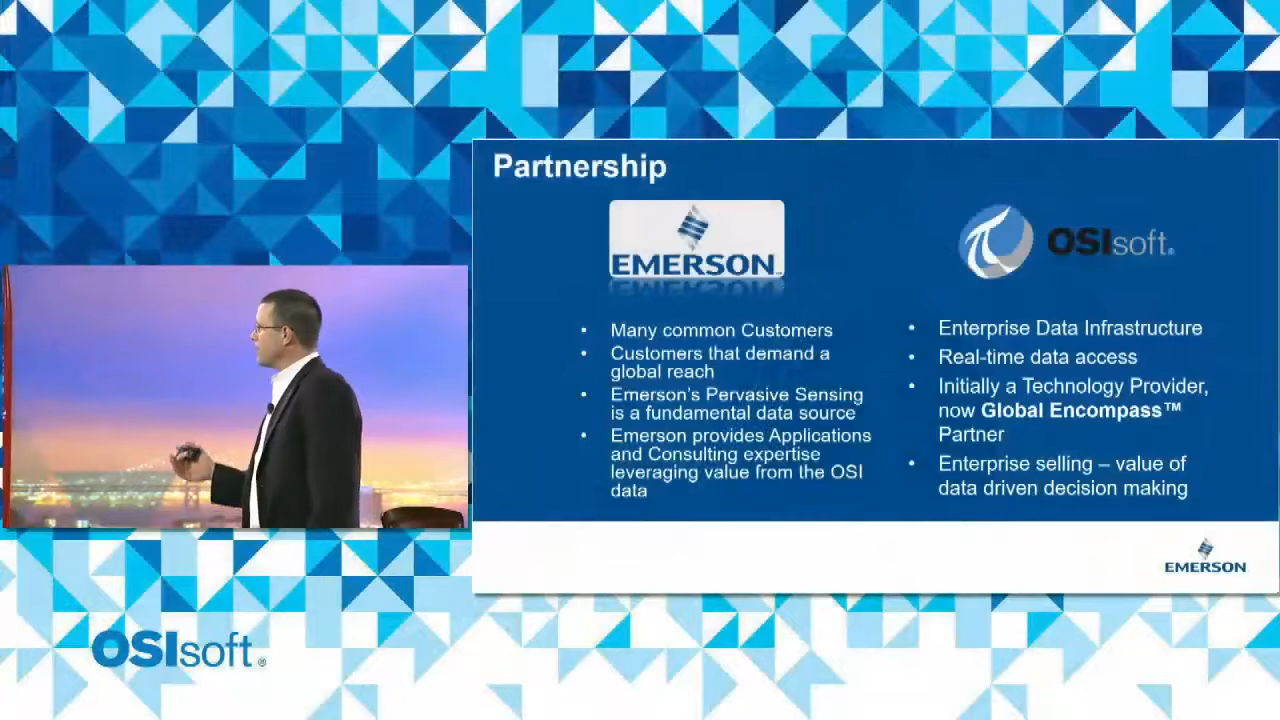 Partnership
EMERSON
OSIsoft.
• Many common Customers
• Customers that demand a
global reach
• Emerson's Pervasive Sensing
is a fundamental data source
• Emerson provides Applications
and Consulting expertise
leveraging value from the OSI
data
• Enterprise Data Infrastructure
• Real-time data access
• Initially a Technology Provider,
now Global Encompass™
Partner
• Enterprise selling – value of
data driven decision making
EMERSON
OSIsoft®